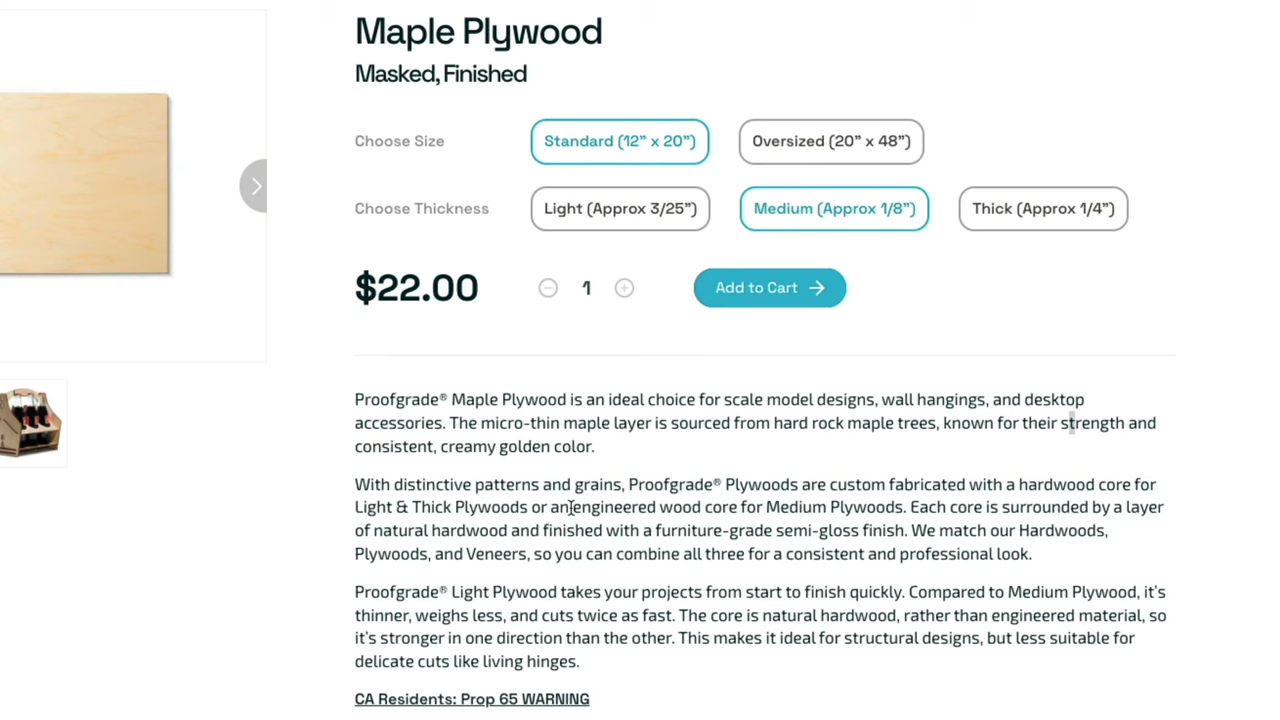 Maple Plywood
Masked, Finished
Choose Size
Standard (12" x 20")
Oversized (20" x 48")
Choose Thickness
Light (Approx 3/25")
Medium (Approx 1/8")
Thick (Approx 1/4")
$22.00
1
Add to Cart
Proofgrade® Maple Plywood is an ideal choice for scale model designs, wall hangings, and desktop
accessories. The micro-thin maple layer is sourced from hard rock maple trees, known for their strength and
consistent, creamy golden color.
With distinctive patterns and grains, Proofgrade® Plywoods are custom fabricated with a hardwood core for
Light & Thick Plywoods or an engineered wood core for Medium Plywoods. Each core is surrounded by a layer
of natural hardwood and finished with a furniture-grade semi-gloss finish. We match our Hardwoods,
Plywoods, and Veneers, so you can combine all three for a consistent and professional look.
Proofgrade® Light Plywood takes your projects from start to finish quickly. Compared to Medium Plywood, it's
thinner, weighs less, and cuts twice as fast. The core is natural hardwood, rather than engineered material, so
it's stronger in one direction than the other. This makes it ideal for structural designs, but less suitable for
delicate cuts like living hinges.
CA Residents: Prop 65 WARNING